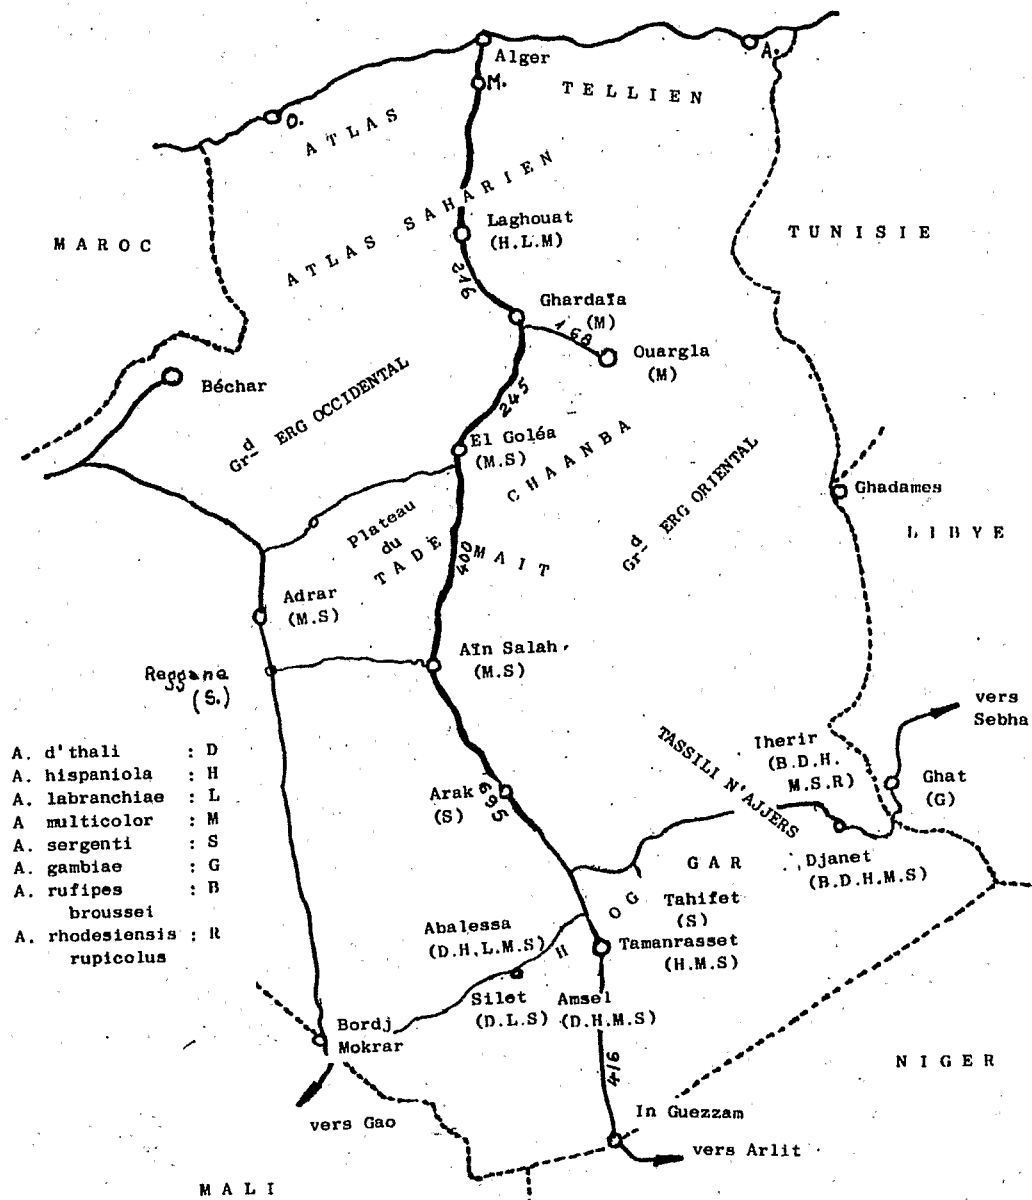 Alger
A.
M.
O.
ATLAS TELLIEN
ATLAS SAHARIEN
MAROC
TUNISIE
Laghouat
(H.L.M)
216
Ghardaïa
(M)
168
Ouargla
(M)
Béchar
Grd ERG OCCIDENTAL
245
El Goléa
(M.S)
CHAANBA
Grd ERG ORIENTAL
Ghadames
LIBYE
Plateau
du
TADEMAIT
400
Adrar
(M.S)
Aïn Salah
(M.S)
Reggane
(S.)
vers
Sebha
TASSILI N'AJJERS
Iherir
(B.D.H.
M.S.R)
Ghat
(G)
A. d'thali : D
A. hispaniola : H
A. labranchiae : L
A multicolor : M
A. sergenti : S
A. gambiae : G
A. rufipes : B
broussei
A. rhodesiensis : R
rupicolus
Arak
(S)
695
Djanet
(B.D.H.M.S)
HOGGAR
Tahifet
(S)
Abalessa
(D.H.L.M.S)
Tamanrasset
(H.M.S)
Silet
(D.L.S)
Amsel
(D.H.M.S)
Bordj
Mokrar
416
NIGER
vers Gao
In Guezzam
vers Arlit
MALI